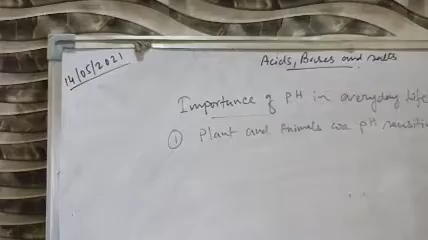 14/05/2021
Acids, Bases and salts
Importance of PH in everyday life
① Plant and Animals are pH sensitiv